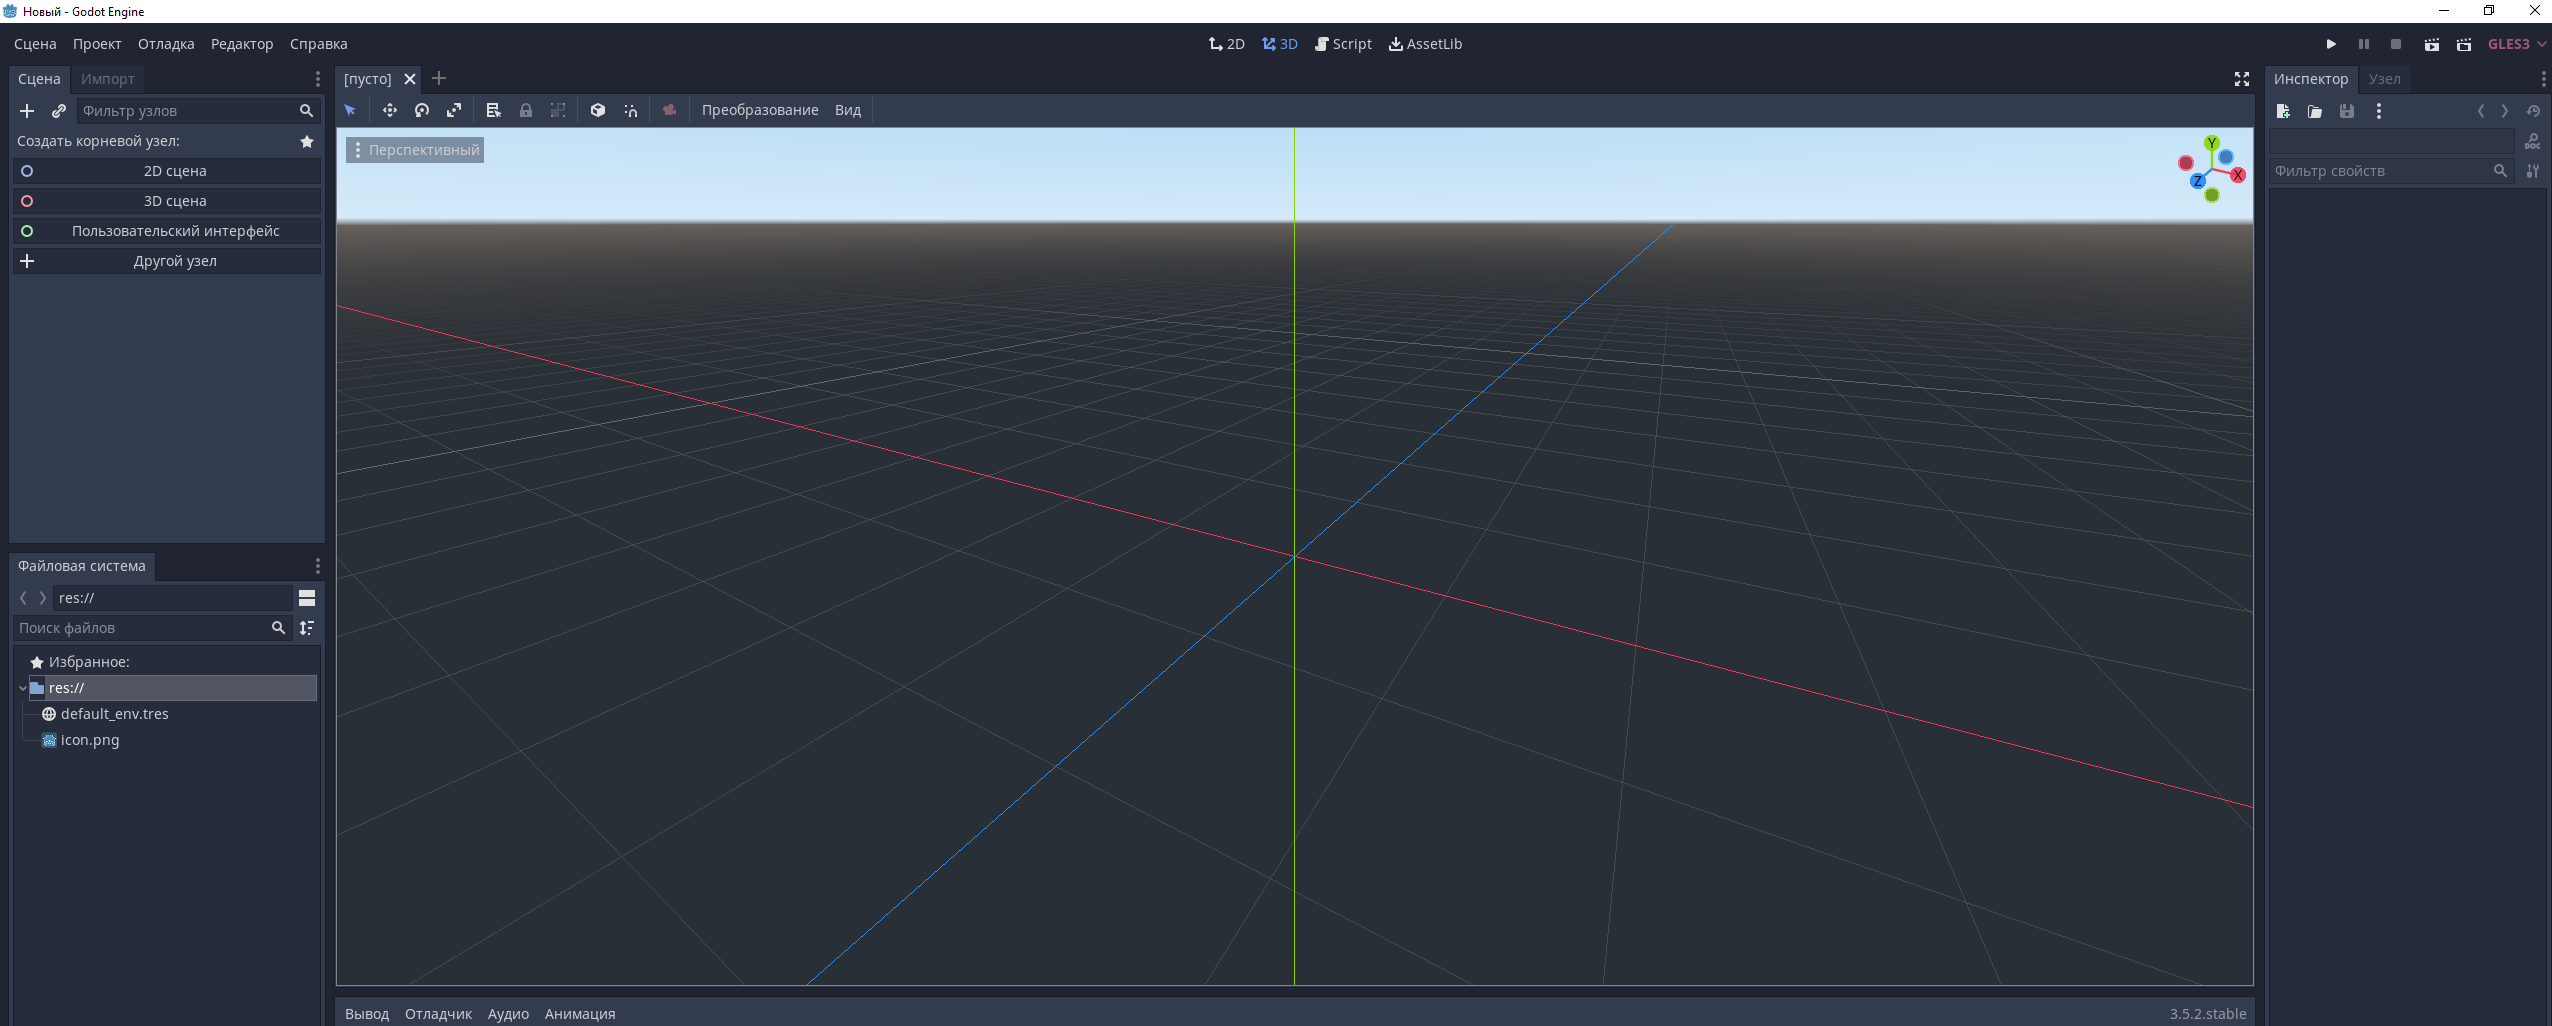 Новый - Godot Engine
Сцена Проект Отладка Редактор Справка
2D 3D Script AssetLib
GLES3
Сцена Импорт
Фильтр узлов
Создать корневой узел:
2D сцена
3D сцена
Пользовательский интерфейс
Другой узел
Файловая система
res://
Поиск файлов
Избранное:
res://
default_env.tres
icon.png
[пусто]
Преобразование Вид
Перспективный
Y
X
Z
Вывод Отладчик Аудио Анимация
3.5.2.stable
Инспектор Узел
DOC
Фильтр свойств